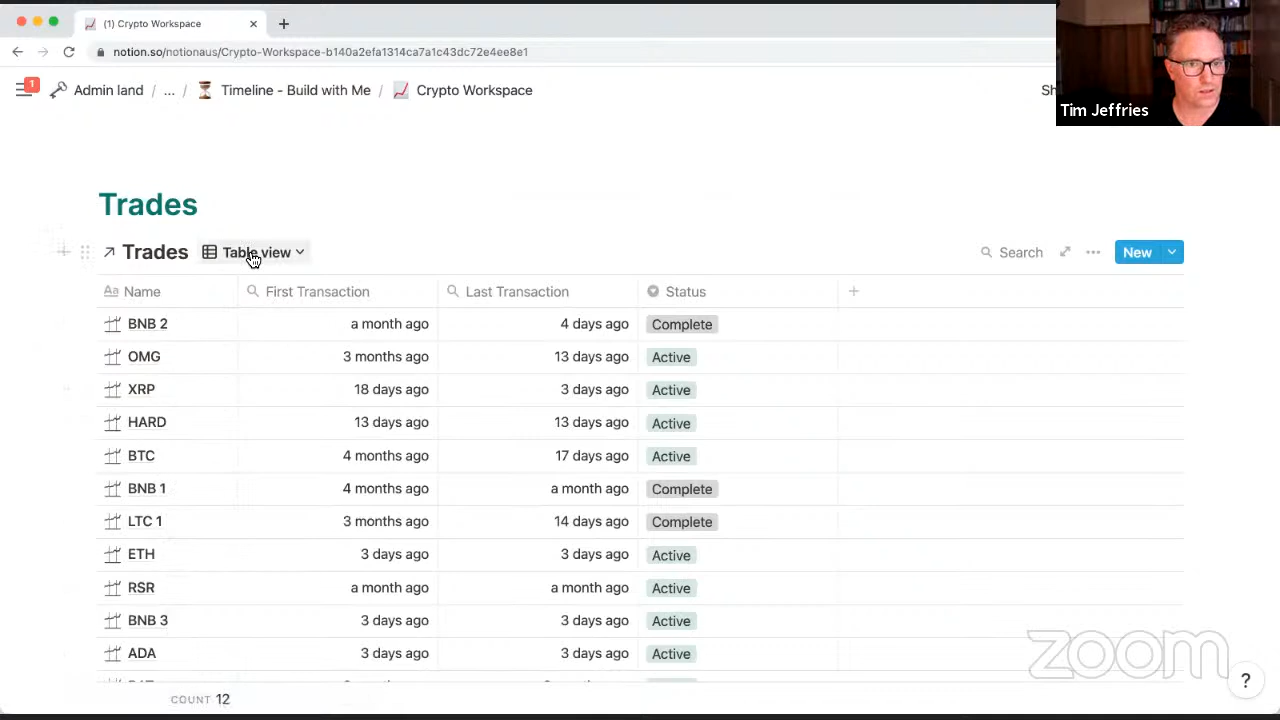 (1) Crypto Workspace
notion.so/notionaus/Crypto-Workspace-b140a2efa1314ca7a1c43dc72e4ee8e1
1 Admin land / ... / Timeline - Build with Me / Crypto Workspace
Tim Jeffries
Trades
Trades Table view Search New
Aa Name First Transaction Last Transaction Status
BNB 2 a month ago 4 days ago Complete
OMG 3 months ago 13 days ago Active
XRP 18 days ago 3 days ago Active
HARD 13 days ago 13 days ago Active
BTC 4 months ago 17 days ago Active
BNB 1 4 months ago a month ago Complete
LTC 1 3 months ago 14 days ago Complete
ETH 3 days ago 3 days ago Active
RSR a month ago a month ago Active
BNB 3 3 days ago 3 days ago Active
ADA 3 days ago 3 days ago Active
COUNT 12
zoom
?